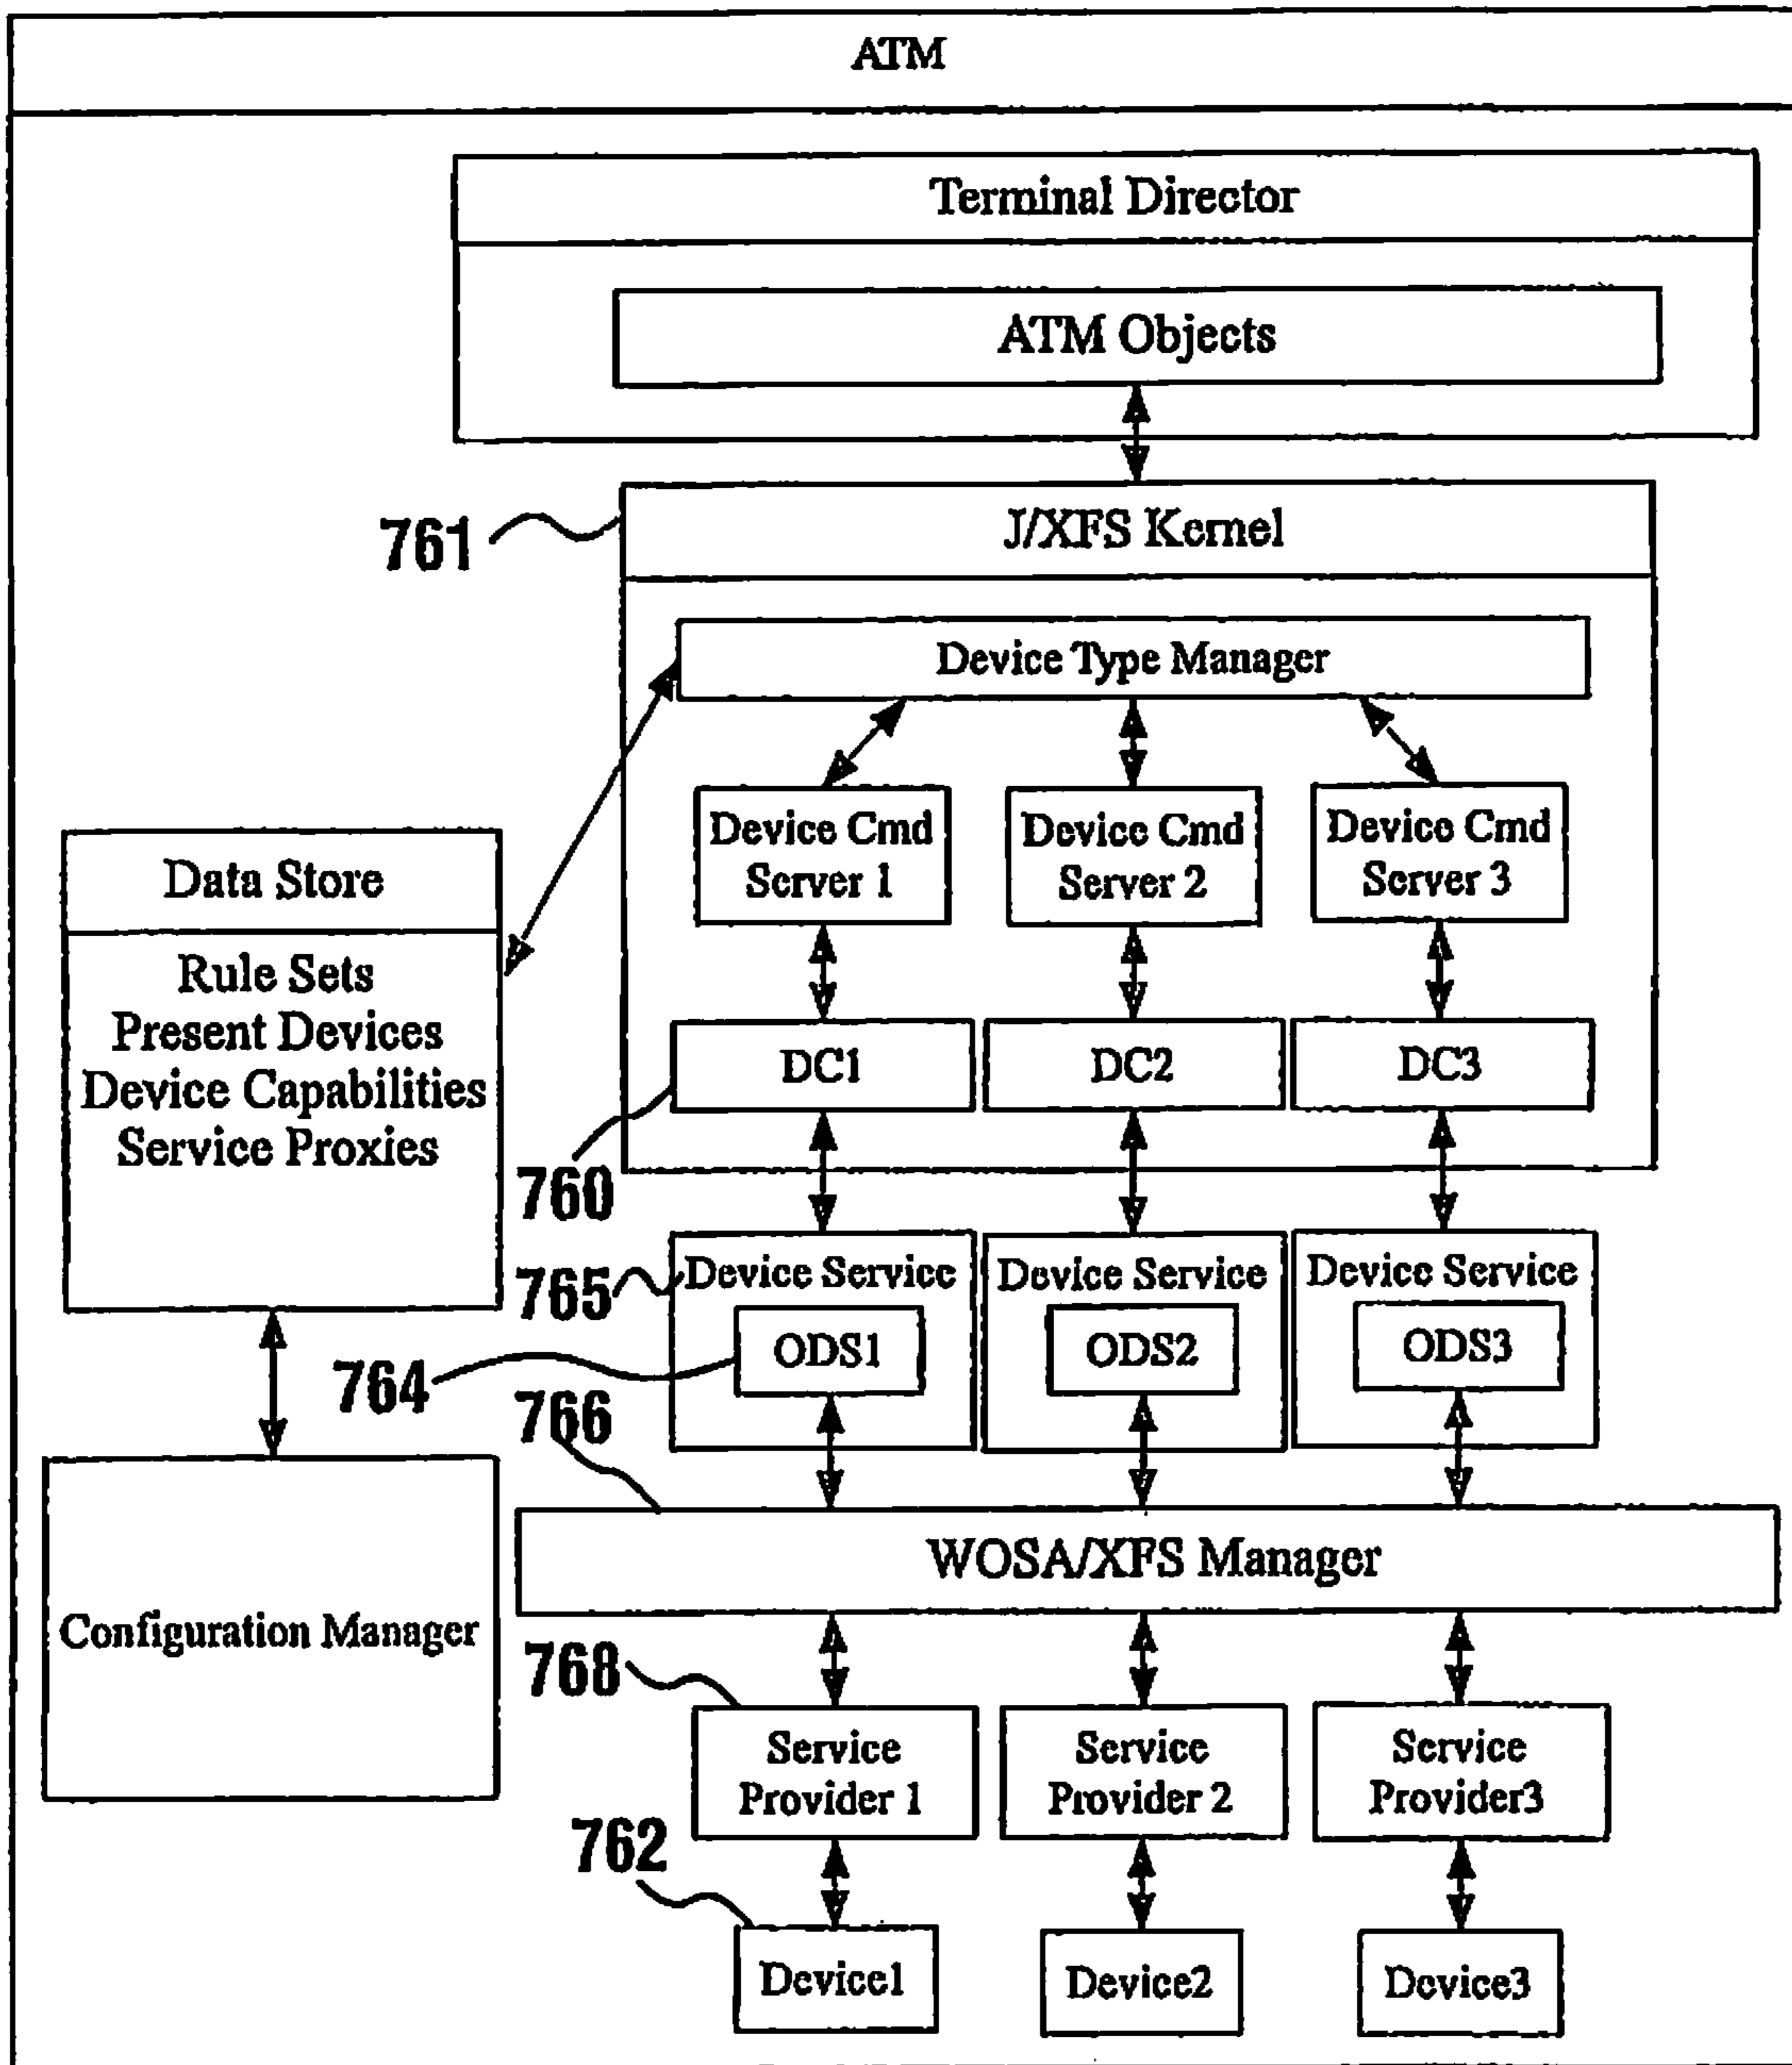 ATM
Terminal Director
ATM Objects
761
J/XFS Kernel
Device Type Manager
Device Cmd
Server 1
Device Cmd
Server 2
Device Cmd
Server 3
Data Store
Rule Sets
Present Devices
Device Capabilities
Service Proxies
DC1
DC2
DC3
760
765
Device Service
Device Service
Device Service
ODS1
ODS2
ODS3
764
766
WOSA/XFS Manager
Configuration Manager
768
Service
Provider 1
Service
Provider 2
Service
Provider3
762
Device1
Device2
Device3